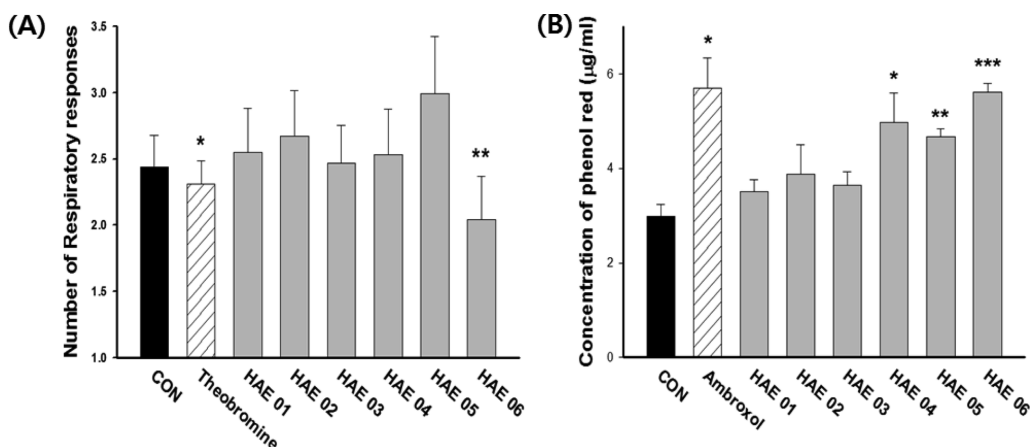 (A)
Number of Respiratory responses
3.5
3.0
2.5
2.0
1.5
1.0
*
**
CON
Theobromine
HAE 01
HAE 02
HAE 03
HAE 04
HAE 05
HAE 06
(B)
Concentration of phenol red (μg/ml)
6
4
2
0
*
*
**
***
CON
Ambroxol
HAE 01
HAE 02
HAE 03
HAE 04
HAE 05
HAE 06